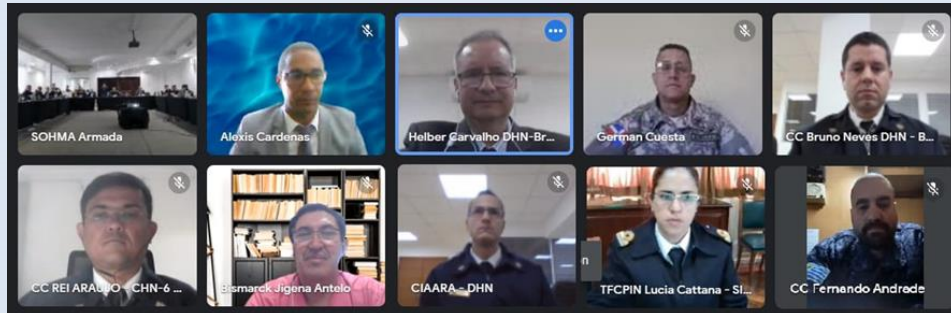 SOHMA Armada
Alexis Cardenas
Helber Carvalho DHN-Br...
German Cuesta
CC Bruno Neves DHN - B...
CC REI ARAUJO - CHN-6 ...
Bismarck Jigena Antelo
CIAARA - DHN
on
TFCPIN Lucia Cattana - SI...
CC Fernando Andrade